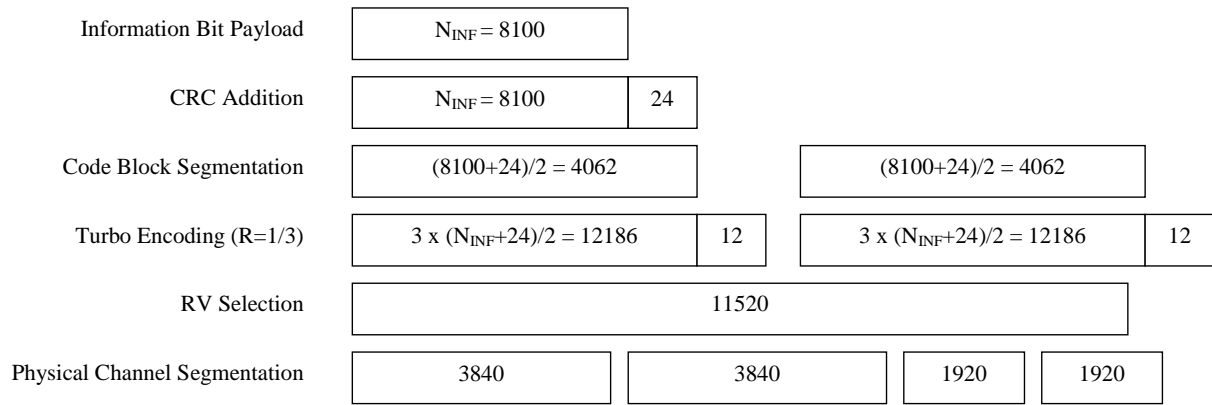 Information Bit Payload N_INF = 8100
CRC Addition N_INF = 8100 24
Code Block Segmentation (8100+24)/2 = 4062 (8100+24)/2 = 4062
Turbo Encoding (R=1/3) 3 x (N_INF+24)/2 = 12186 12 3 x (N_INF+24)/2 = 12186 12
RV Selection 11520
Physical Channel Segmentation 3840 3840 1920 1920